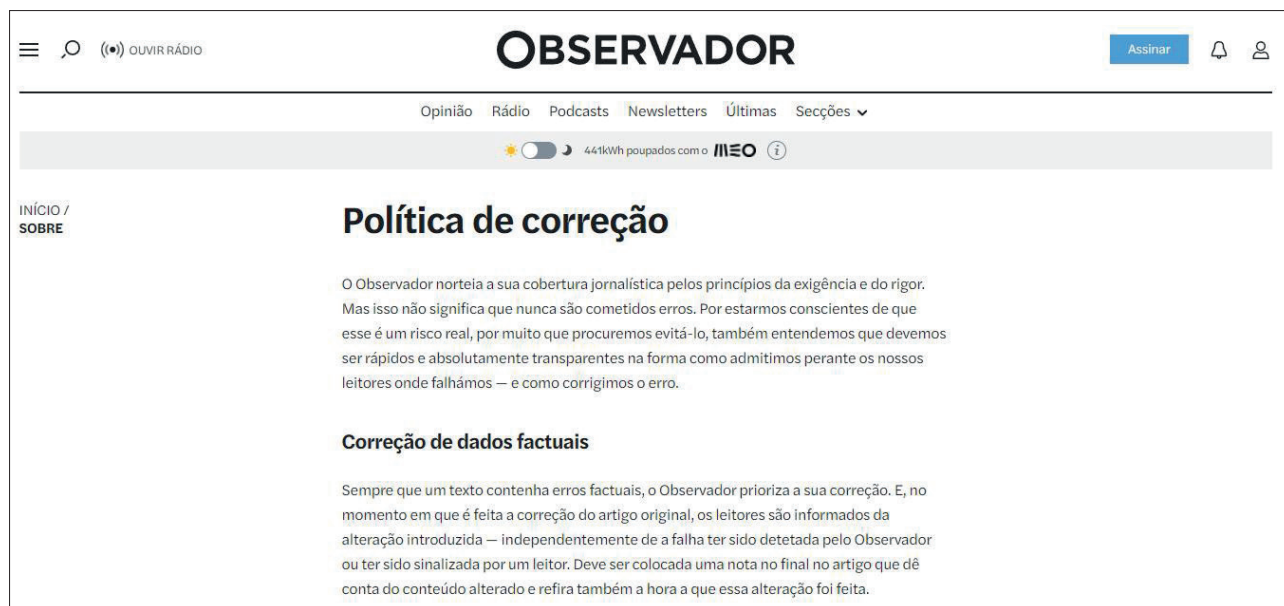 OUVIR RÁDIO
OBSERVADOR
Assinar
Opinião Rádio Podcasts Newsletters Últimas Secções
441kWh poupados com o MEO i
INÍCIO /
SOBRE
Política de correção
O Observador norteia a sua cobertura jornalística pelos princípios da exigência e do rigor.
Mas isso não significa que nunca são cometidos erros. Por estarmos conscientes de que
esse é um risco real, por muito que procuremos evitá-lo, também entendemos que devemos
ser rápidos e absolutamente transparentes na forma como admitimos perante os nossos
leitores onde falhámos — e como corrigimos o erro.
Correção de dados factuais
Sempre que um texto contenha erros factuais, o Observador prioriza a sua correção. E, no
momento em que é feita a correção do artigo original, os leitores são informados da
alteração introduzida — independentemente de a falha ter sido detetada pelo Observador
ou ter sido sinalizada por um leitor. Deve ser colocada uma nota no final no artigo que dê
conta do conteúdo alterado e refira também a hora a que essa alteração foi feita.